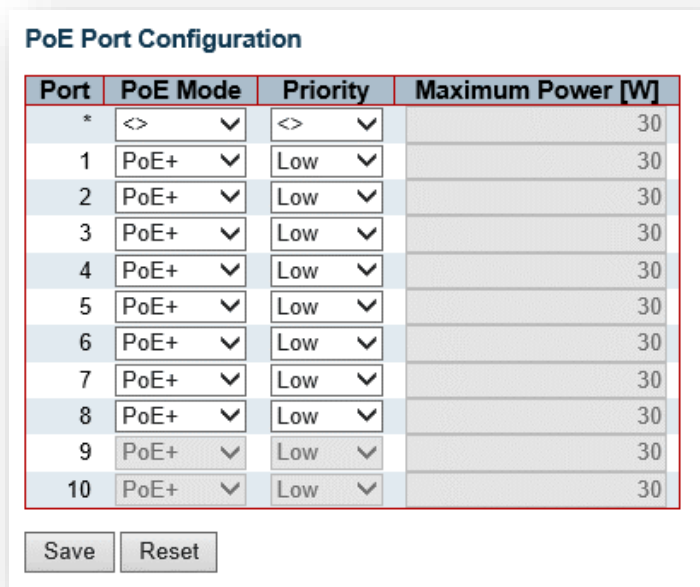 PoE Port Configuration
Port PoE Mode Priority Maximum Power [W]
* <> <> 30
1 PoE+ Low 30
2 PoE+ Low 30
3 PoE+ Low 30
4 PoE+ Low 30
5 PoE+ Low 30
6 PoE+ Low 30
7 PoE+ Low 30
8 PoE+ Low 30
9 PoE+ Low 30
10 PoE+ Low 30
Save Reset